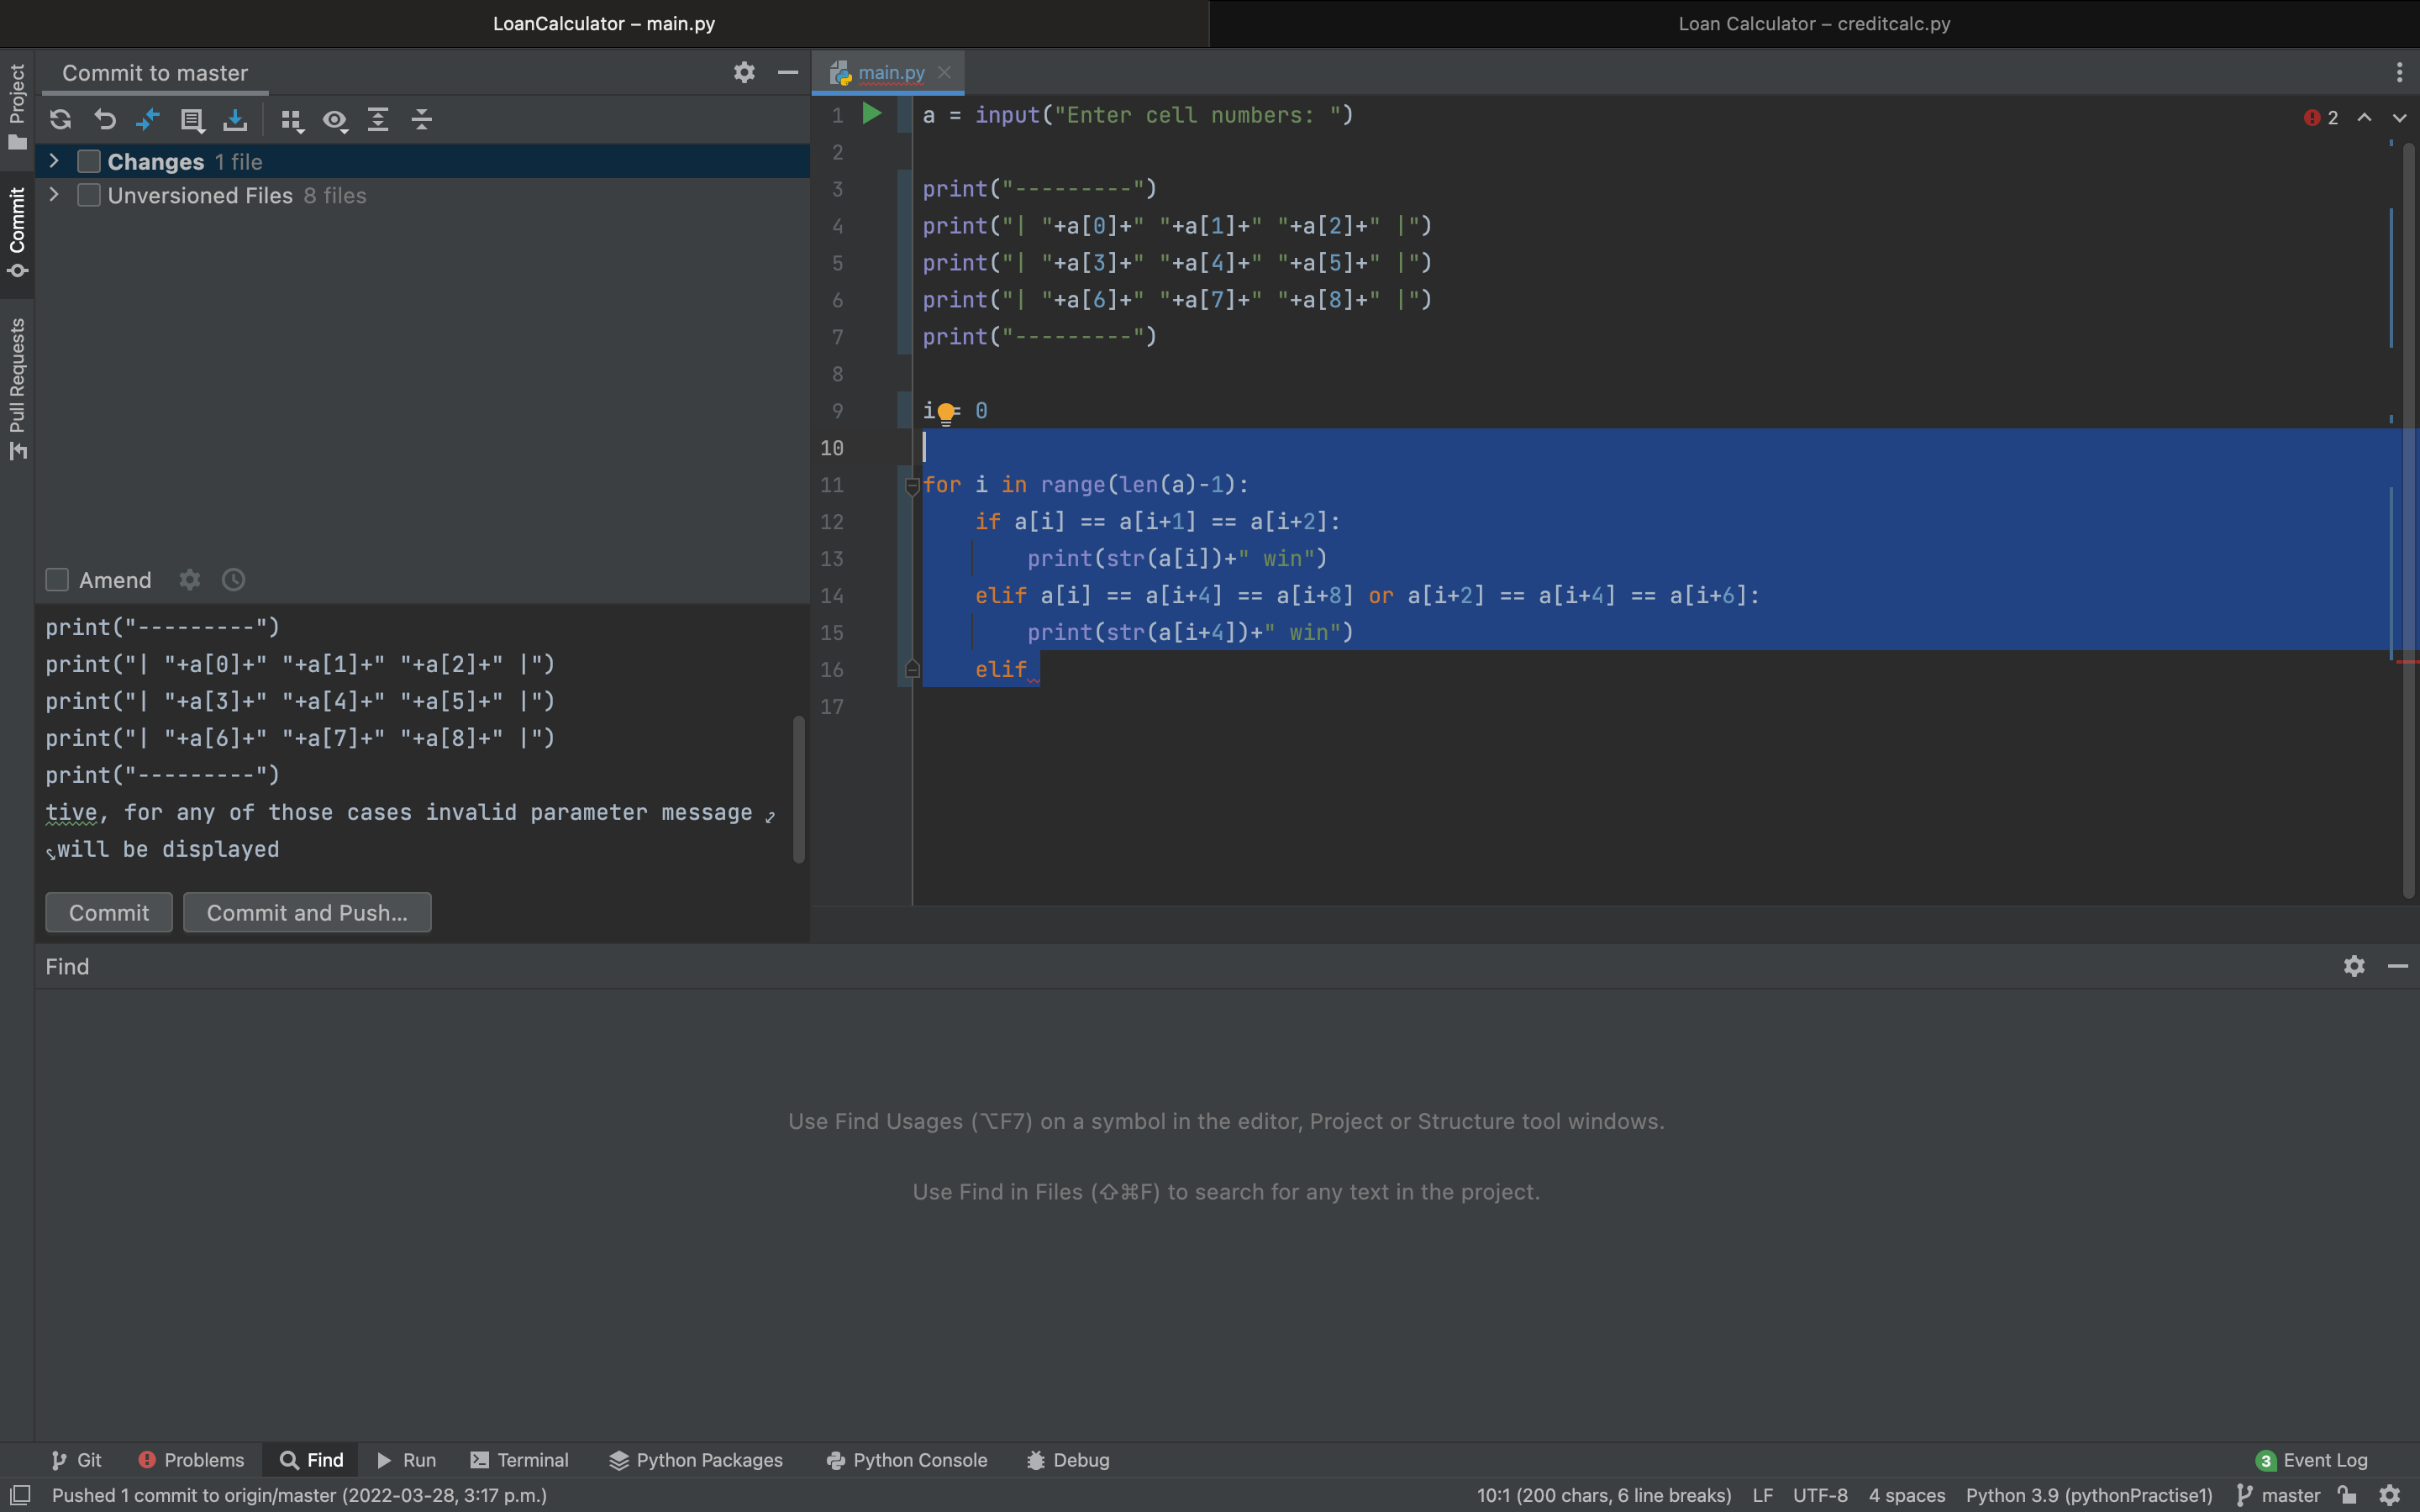 LoanCalculator – main.py
Loan Calculator – creditcalc.py
Project
Commit
Pull Requests
Commit to master
Changes 1 file
Unversioned Files 8 files
Amend
print("---------")
print("| "+a[0]+" "+a[1]+" "+a[2]+" |")
print("| "+a[3]+" "+a[4]+" "+a[5]+" |")
print("| "+a[6]+" "+a[7]+" "+a[8]+" |")
print("---------")
tive, for any of those cases invalid parameter message
will be displayed
Commit
Commit and Push...
main.py
2
1 a = input("Enter cell numbers: ")
2
3 print("---------")
4 print("| "+a[0]+" "+a[1]+" "+a[2]+" |")
5 print("| "+a[3]+" "+a[4]+" "+a[5]+" |")
6 print("| "+a[6]+" "+a[7]+" "+a[8]+" |")
7 print("---------")
8
9 i = 0
10
11 for i in range(len(a)-1):
12     if a[i] == a[i+1] == a[i+2]:
13         print(str(a[i])+" win")
14     elif a[i] == a[i+4] == a[i+8] or a[i+2] == a[i+4] == a[i+6]:
15         print(str(a[i+4])+" win")
16     elif
17
Find
Use Find Usages (⌥F7) on a symbol in the editor, Project or Structure tool windows.
Use Find in Files (⇧⌘F) to search for any text in the project.
Git
Problems
Find
Run
Terminal
Python Packages
Python Console
Debug
3 Event Log
Pushed 1 commit to origin/master (2022-03-28, 3:17 p.m.)
10:1 (200 chars, 6 line breaks)
LF
UTF-8
4 spaces
Python 3.9 (pythonPractise1)
master